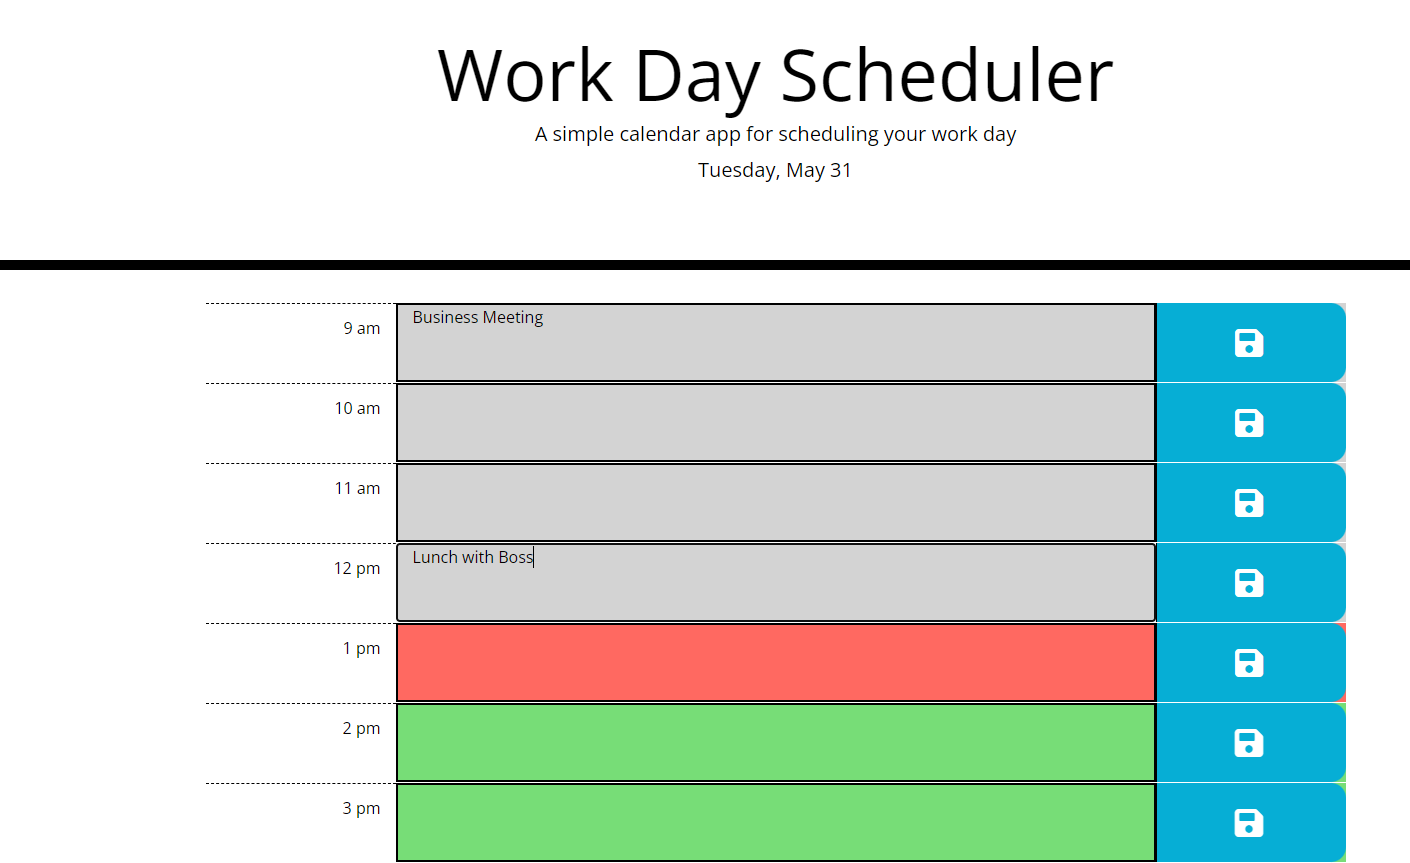 Work Day Scheduler
A simple calendar app for scheduling your work day
Tuesday, May 31
9 am
Business Meeting
10 am
11 am
12 pm
Lunch with Boss
1 pm
2 pm
3 pm